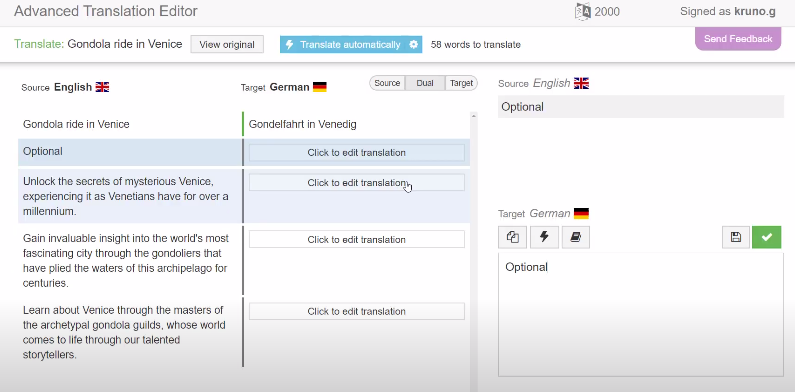 Advanced Translation Editor
2000
Signed as kruno.g
Translate: Gondola ride in Venice
View original
Translate automatically
58 words to translate
Send Feedback
Source English
Target German
Source
Dual
Target
Gondola ride in Venice
Gondelfahrt in Venedig
Optional
Click to edit translation
Unlock the secrets of mysterious Venice,
experiencing it as Venetians have for over a
millennium.
Click to edit translation
Gain invaluable insight into the world's most
fascinating city through the gondoliers that
have plied the waters of this archipelago for
centuries.
Click to edit translation
Learn about Venice through the masters of
the archetypal gondola guilds, whose world
comes to life through our talented
storytellers.
Click to edit translation
Source English
Optional
Target German
Optional